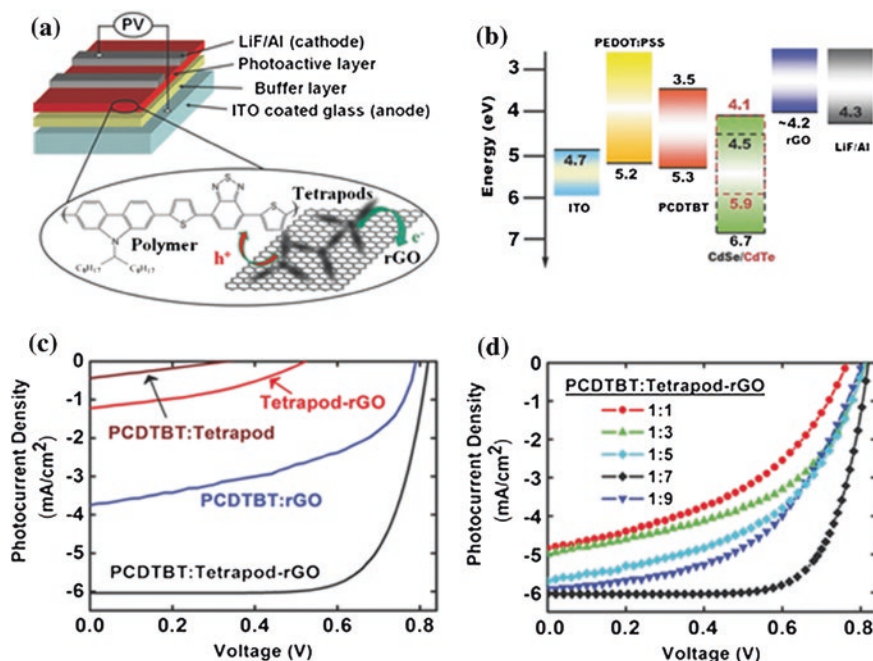 (a)
PV
LiF/Al (cathode)
Photoactive layer
Buffer layer
ITO coated glass (anode)
N S N
S
S
Tetrapods
N
C₈H₁₇ C₈H₁₇
Polymer
h⁺
e⁻
rGO
(b)
Energy (eV)
3
4
5
6
7
PEDOT:PSS
4.7
ITO
5.2
3.5
5.3
PCDTBT
4.1
4.5
5.9
6.7
CdSe/CdTe
~4.2
rGO
4.3
LiF/Al
(c)
Photocurrent Density
(mA/cm²)
0
-1
-2
-3
-4
-5
-6
Tetrapod-rGO
PCDTBT:Tetrapod
PCDTBT:rGO
PCDTBT:Tetrapod-rGO
0.0 0.2 0.4 0.6 0.8
Voltage (V)
(d)
Photocurrent Density
(mA/cm²)
0
-1
-2
-3
-4
-5
-6
PCDTBT:Tetrapod-rGO
1:1
1:3
1:5
1:7
1:9
0.0 0.2 0.4 0.6 0.8
Voltage (V)